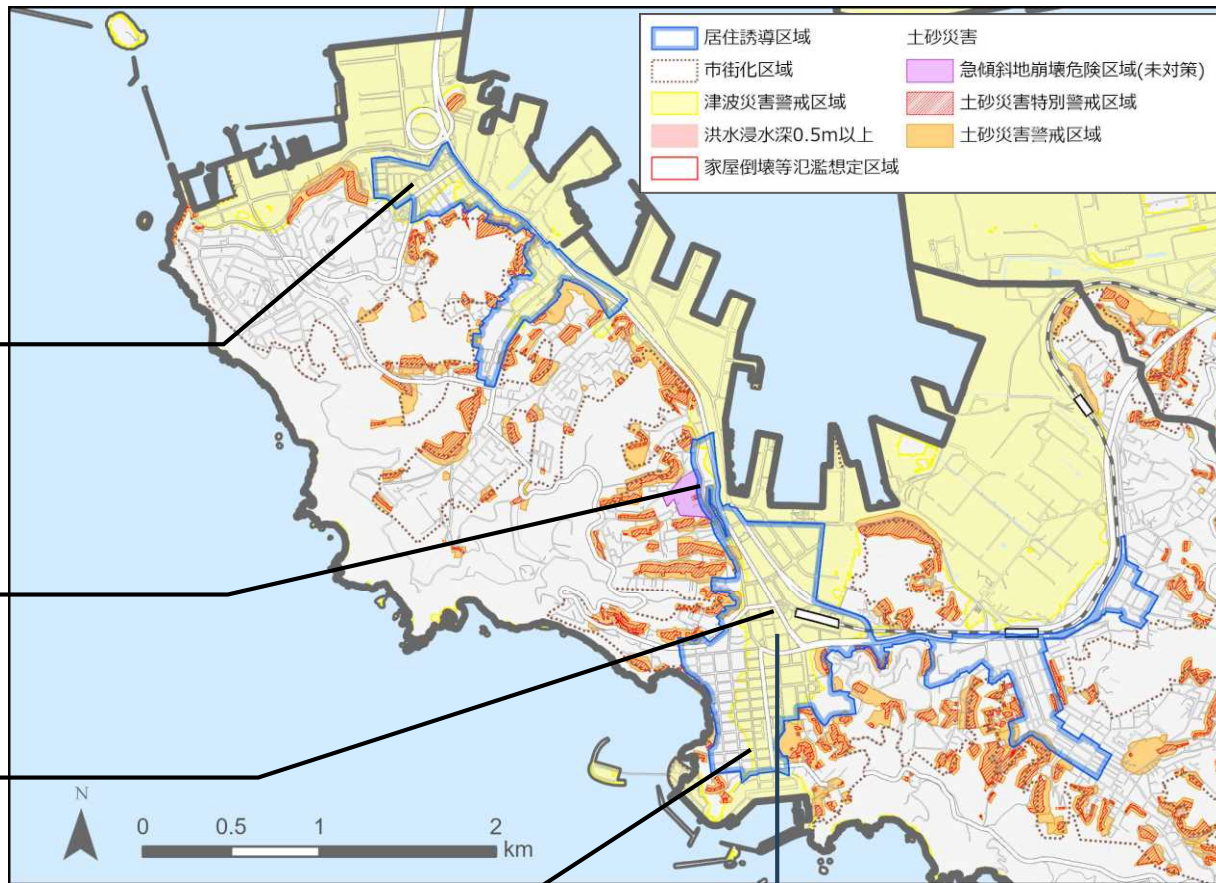 居住誘導区域
市街化区域
津波災害警戒区域
洪水浸水深0.5m以上
家屋倒壊等氾濫想定区域
土砂災害
急傾斜地崩壊危険区域(未対策)
土砂災害特別警戒区域
土砂災害警戒区域
N
0 0.5 1 2
km